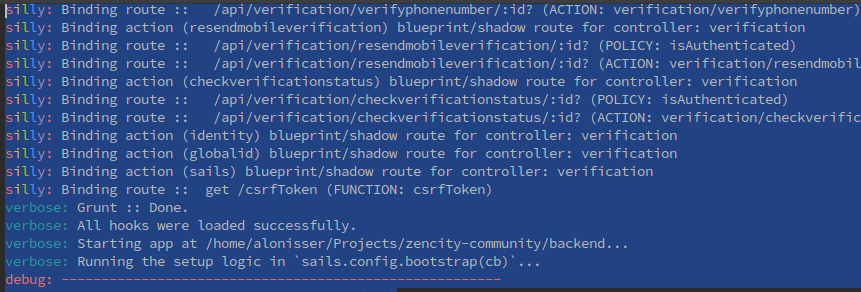 silly: Binding route ::   /api/verification/verifyphonenumber/:id? (ACTION: verification/verifyphonenumber)
silly: Binding action (resendmobileverification) blueprint/shadow route for controller: verification
silly: Binding route ::   /api/verification/resendmobileverification/:id? (POLICY: isAuthenticated)
silly: Binding route ::   /api/verification/resendmobileverification/:id? (ACTION: verification/resendmobil
silly: Binding action (checkverificationstatus) blueprint/shadow route for controller: verification
silly: Binding route ::   /api/verification/checkverificationstatus/:id? (POLICY: isAuthenticated)
silly: Binding route ::   /api/verification/checkverificationstatus/:id? (ACTION: verification/checkverific
silly: Binding action (identity) blueprint/shadow route for controller: verification
silly: Binding action (globalid) blueprint/shadow route for controller: verification
silly: Binding action (sails) blueprint/shadow route for controller: verification
silly: Binding route ::  get /csrfToken (FUNCTION: csrfToken)
verbose: Grunt :: Done.
verbose: All hooks were loaded successfully.
verbose: Starting app at /home/alonisser/Projects/zencity-community/backend...
verbose: Running the setup logic in `sails.config.bootstrap(cb)`...
debug: -------------------------------------------------------